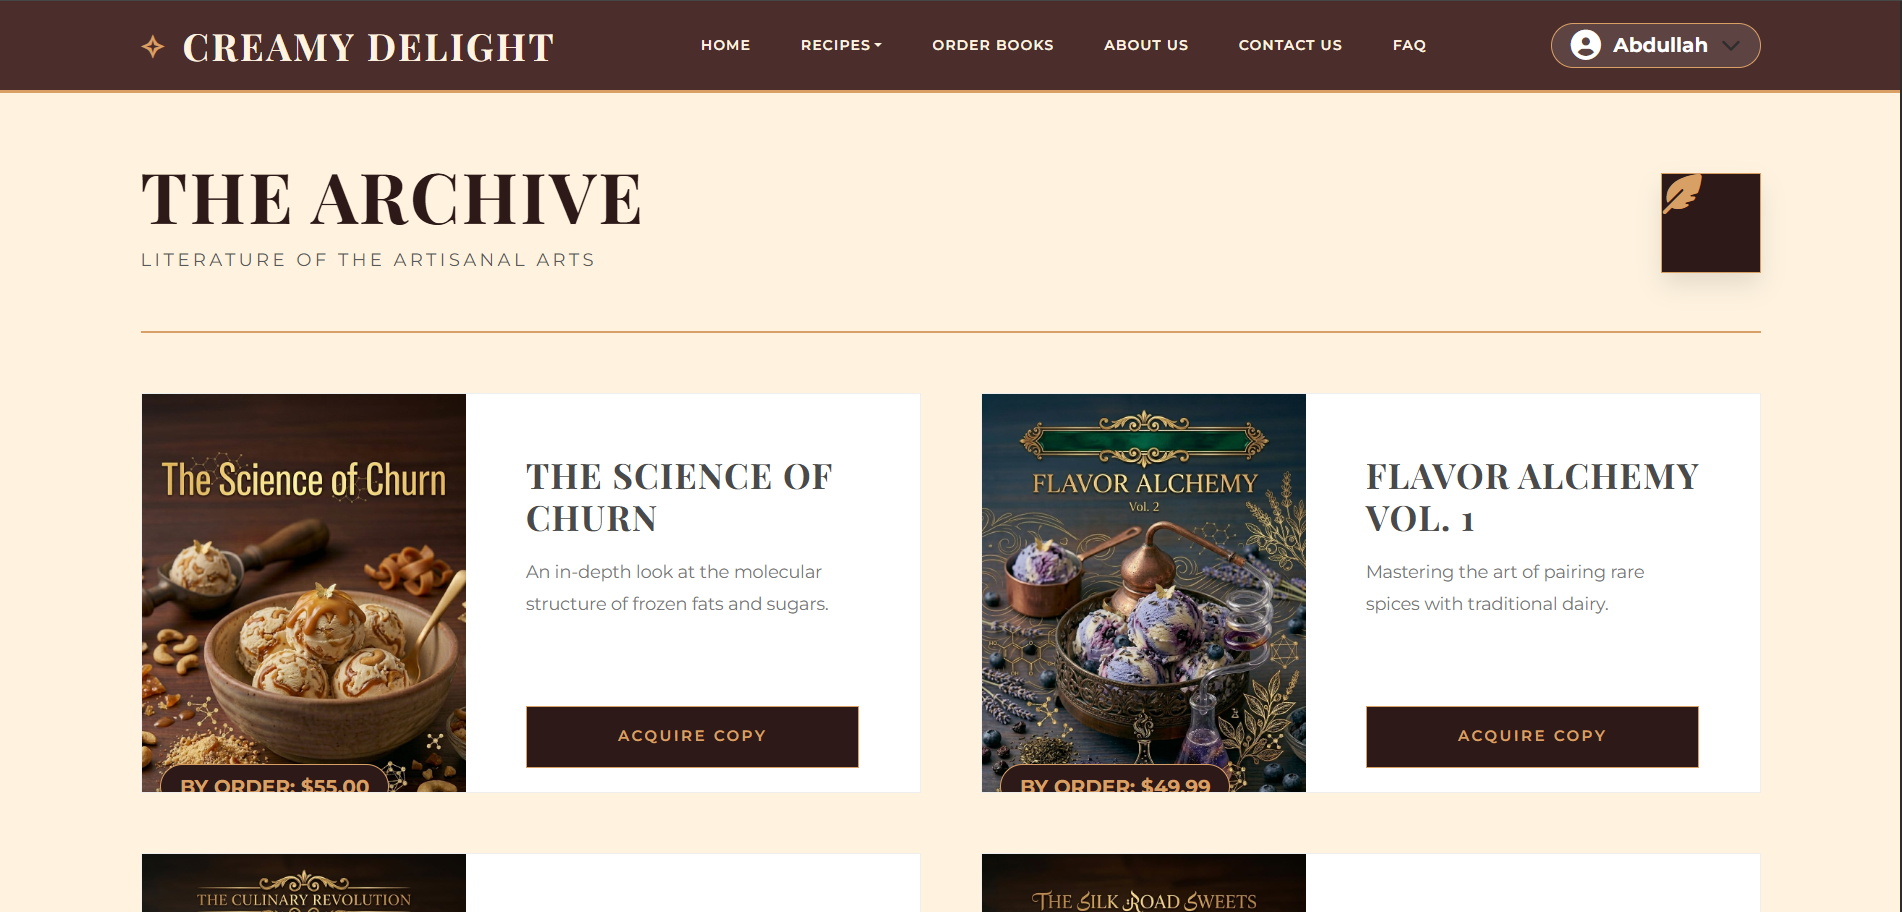 CREAMY DELIGHT
HOME
RECIPES
ORDER BOOKS
ABOUT US
CONTACT US
FAQ
Abdullah
THE ARCHIVE
LITERATURE OF THE ARTISANAL ARTS
The Science of Churn
BY ORDER: $55.00
THE SCIENCE OF
CHURN
An in-depth look at the molecular
structure of frozen fats and sugars.
ACQUIRE COPY
FLAVOR ALCHEMY
Vol. 2
BY ORDER: $49.99
FLAVOR ALCHEMY
VOL. 1
Mastering the art of pairing rare
spices with traditional dairy.
ACQUIRE COPY
THE CULINARY REVOLUTION
THE SILK ROAD SWEETS